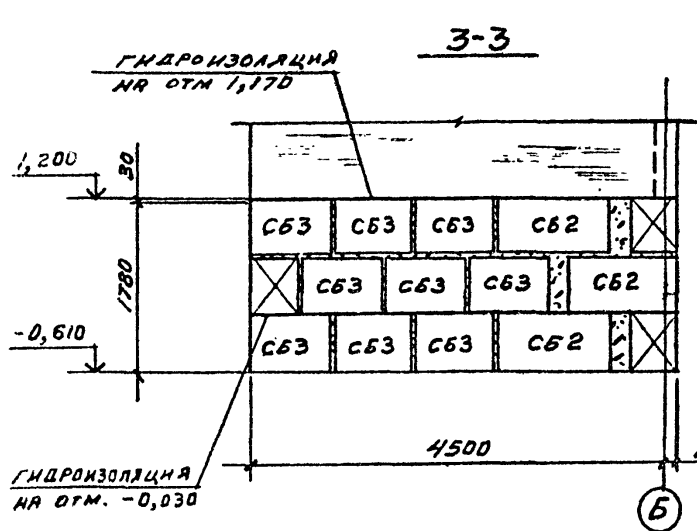 3-3
ГИДРОИЗОЛЯЦИЯ
НА ОТМ 1,170
1,200
30
СБ3 СБ3 СБ3 СБ2
1780
СБ3 СБ3 СБ3 СБ2
-0,610
СБ3 СБ3 СБ3 СБ2
4500
ГИДРОИЗОЛЯЦИЯ
НА ОТМ. -0,030
Б